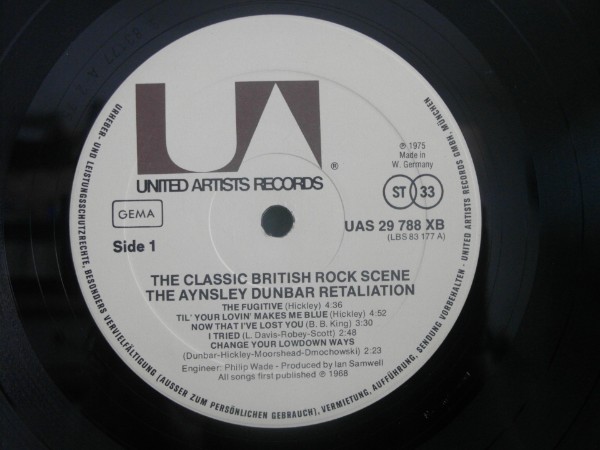 UA
®
UNITED ARTISTS RECORDS
℗ 1975
Made in
W. Germany
GEMA
ST 33
Side 1
UAS 29 788 XB
(LBS 83 177 A)
THE CLASSIC BRITISH ROCK SCENE
THE AYNSLEY DUNBAR RETALIATION
THE FUGITIVE (Hickley) 4:36
TIL' YOUR LOVIN' MAKES ME BLUE (Hickley) 4:52
NOW THAT I'VE LOST YOU (B. B. King) 3:30
I TRIED (L. Davis-Robey-Scott) 2:48
CHANGE YOUR LOWDOWN WAYS
(Dunbar-Hickley-Moorshead-Dmochowski) 2:23
Engineer: Philip Wade - Produced by Ian Samwell
All songs first published ℗ 1968
URHEBER- UND LEISTUNGSSCHUTZRECHTE, BESONDERS VERVIELFÄLTIGUNG (AUSSER ZUM PERSÖNLICHEN GEBRAUCH), VERMIETUNG, AUFFÜHRUNG, SENDUNG VORBEHALTEN - UNITED ARTISTS RECORDS GMBH, MÜNCHEN